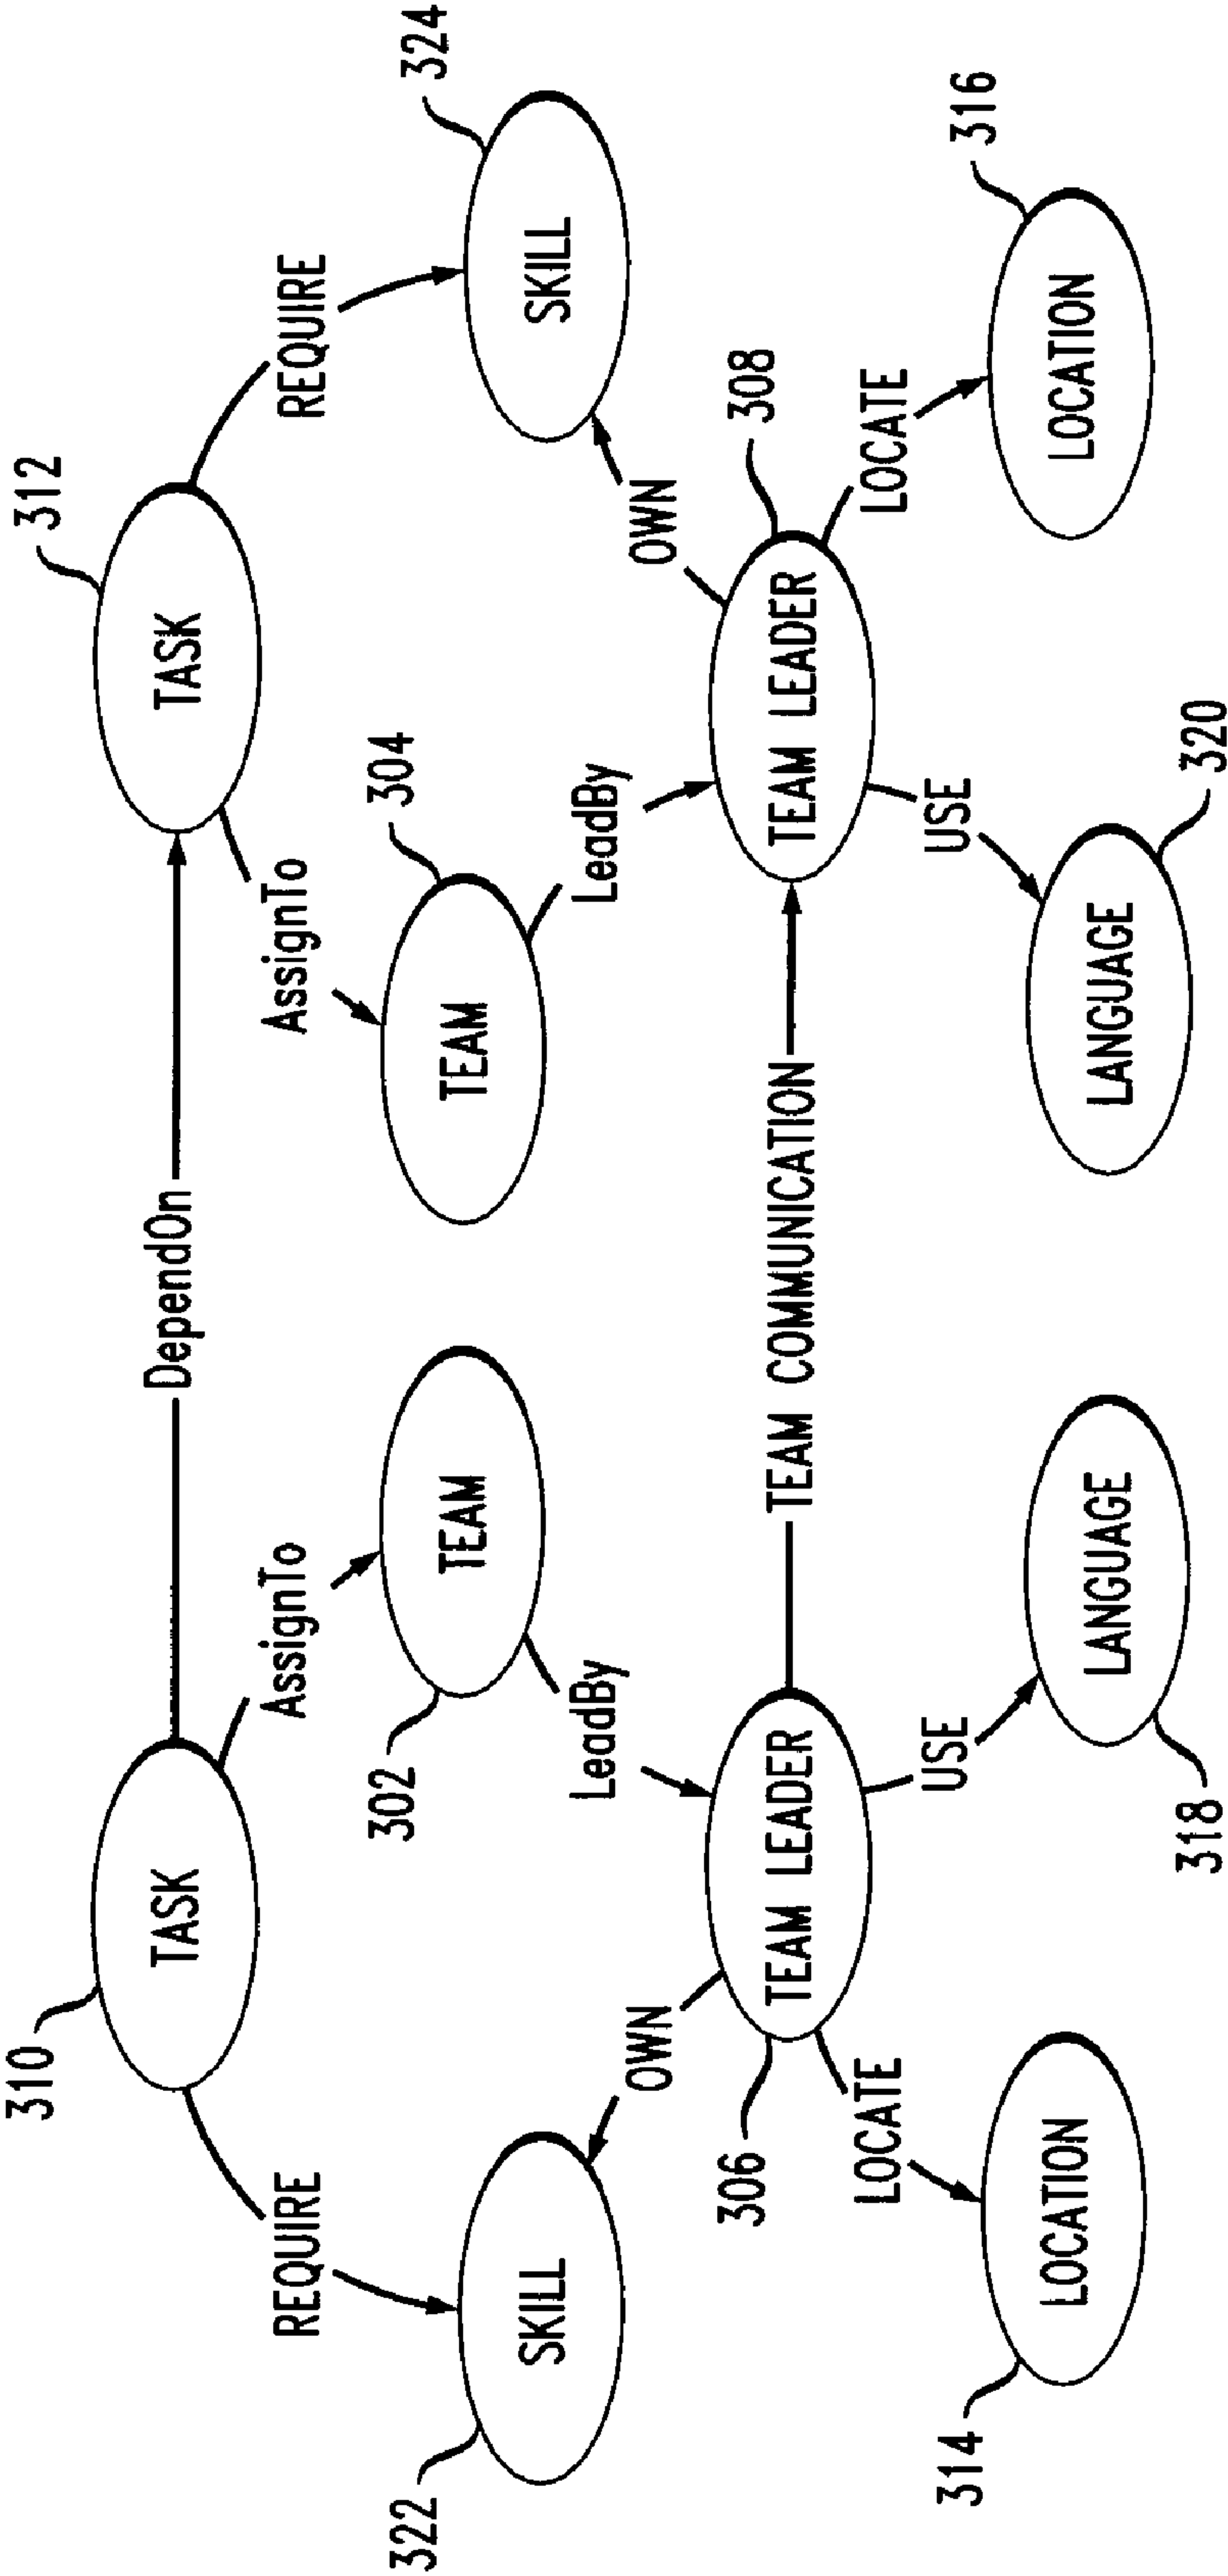 310
312
TASK
DependOn
TASK
REQUIRE
AssignTo
AssignTo
REQUIRE
302
304
324
322
SKILL
TEAM
TEAM
SKILL
OWN
LeadBy
LeadBy
OWN
306
308
TEAM LEADER
TEAM COMMUNICATION
TEAM LEADER
LOCATE
USE
USE
LOCATE
314
316
LOCATION
LANGUAGE
LANGUAGE
LOCATION
318
320